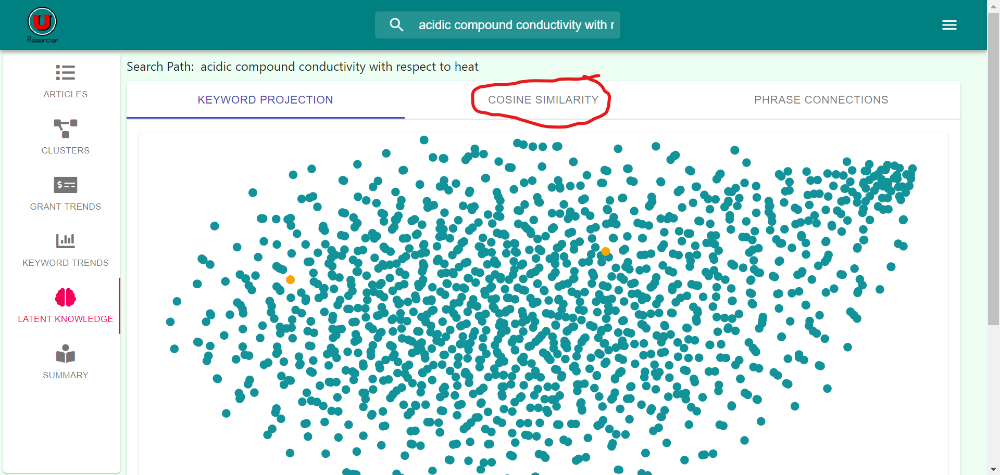 U
Researcher
acidic compound conductivity with r
ARTICLES
CLUSTERS
GRANT TRENDS
KEYWORD TRENDS
LATENT KNOWLEDGE
SUMMARY
Search Path: acidic compound conductivity with respect to heat
KEYWORD PROJECTION
COSINE SIMILARITY
PHRASE CONNECTIONS